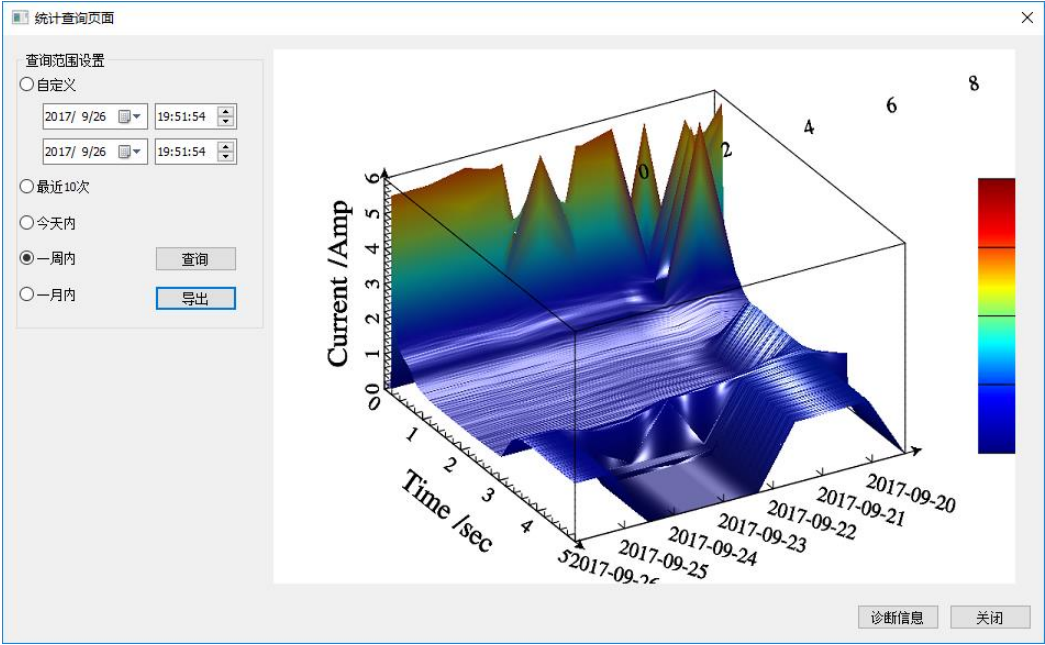 统计查询页面
查询范围设置
自定义
2017/ 9/26 19:51:54
2017/ 9/26 19:51:54
最近10次
今天内
一周内 查询
一月内 导出
0 2 4 6 8
Current /Amp
6
5
4
3
2
1
0
0 1 2 3 4 5
Time /sec
2017-09-26
2017-09-25
2017-09-24
2017-09-23
2017-09-22
2017-09-21
2017-09-20
诊断信息 关闭